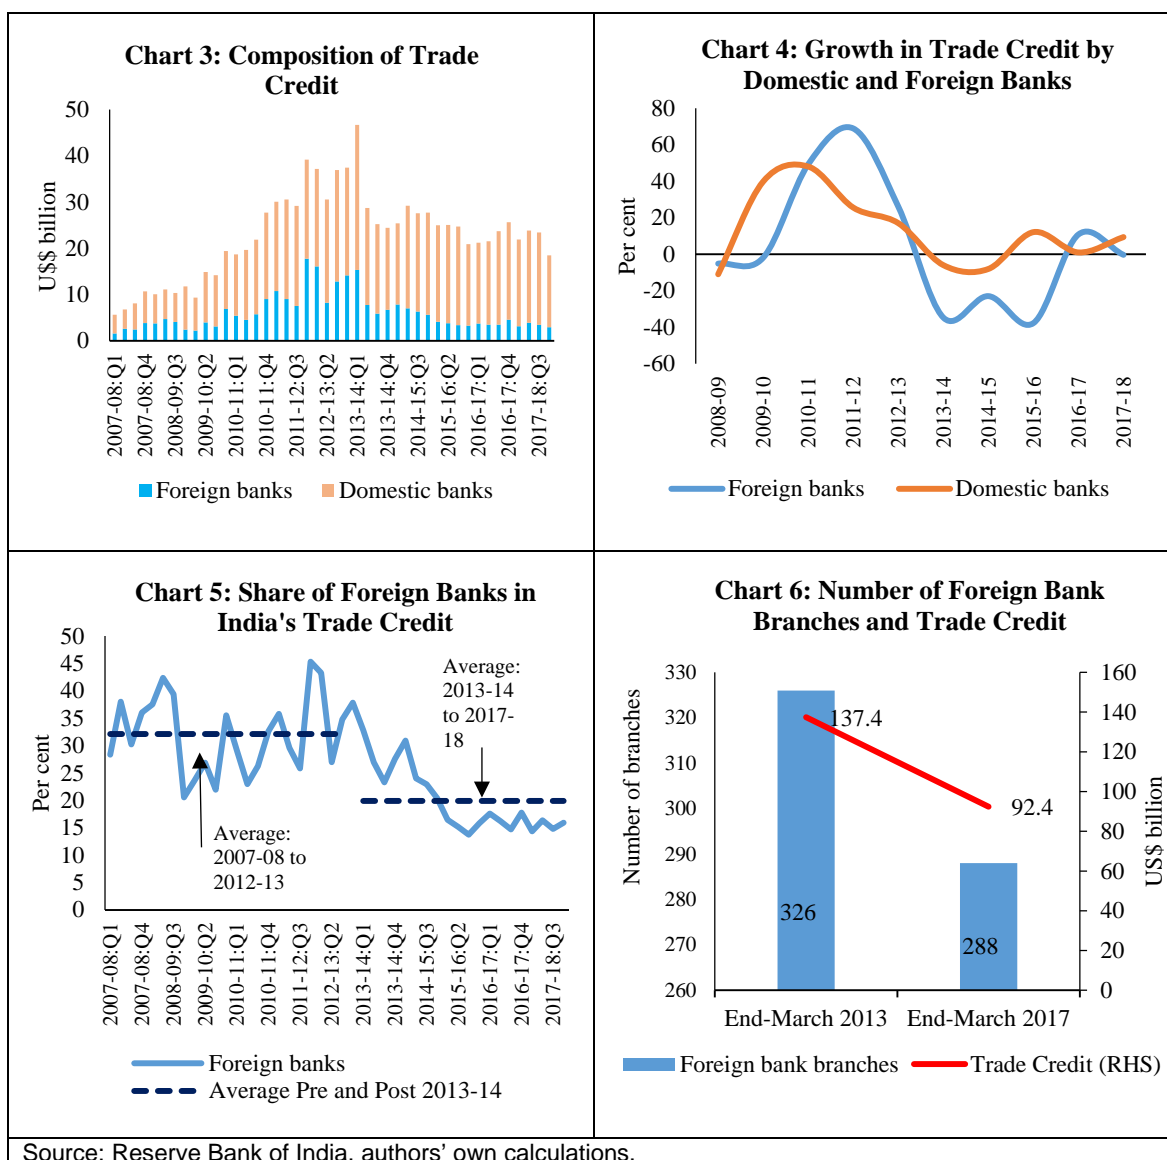 Chart 3: Composition of Trade
Credit
50
40
30
20
10
0
US$$ billion
2007-08:Q1
2007-08:Q4
2008-09:Q3
2009-10:Q2
2010-11:Q1
2010-11:Q4
2011-12:Q3
2012-13:Q2
2013-14:Q1
2013-14:Q4
2014-15:Q3
2015-16:Q2
2016-17:Q1
2016-17:Q4
2017-18:Q3
Foreign banks
Domestic banks
Chart 4: Growth in Trade Credit by
Domestic and Foreign Banks
80
60
40
20
0
-20
-40
-60
Per cent
2008-09
2009-10
2010-11
2011-12
2012-13
2013-14
2014-15
2015-16
2016-17
2017-18
Foreign banks
Domestic banks
Chart 5: Share of Foreign Banks in
India's Trade Credit
50
45
40
35
30
25
20
15
10
5
0
Per cent
Average:
2013-14
to 2017-
18
Average:
2007-08 to
2012-13
2007-08:Q1
2007-08:Q4
2008-09:Q3
2009-10:Q2
2010-11:Q1
2010-11:Q4
2011-12:Q3
2012-13:Q2
2013-14:Q1
2013-14:Q4
2014-15:Q3
2015-16:Q2
2016-17:Q1
2016-17:Q4
2017-18:Q3
Foreign banks
Average Pre and Post 2013-14
Chart 6: Number of Foreign Bank
Branches and Trade Credit
330
320
310
300
290
280
270
260
Number of branches
160
140
120
100
80
60
40
20
0
US$ billion
137.4
92.4
326
288
End-March 2013
End-March 2017
Foreign bank branches
Trade Credit (RHS)
Source: Reserve Bank of India, authors' own calculations.